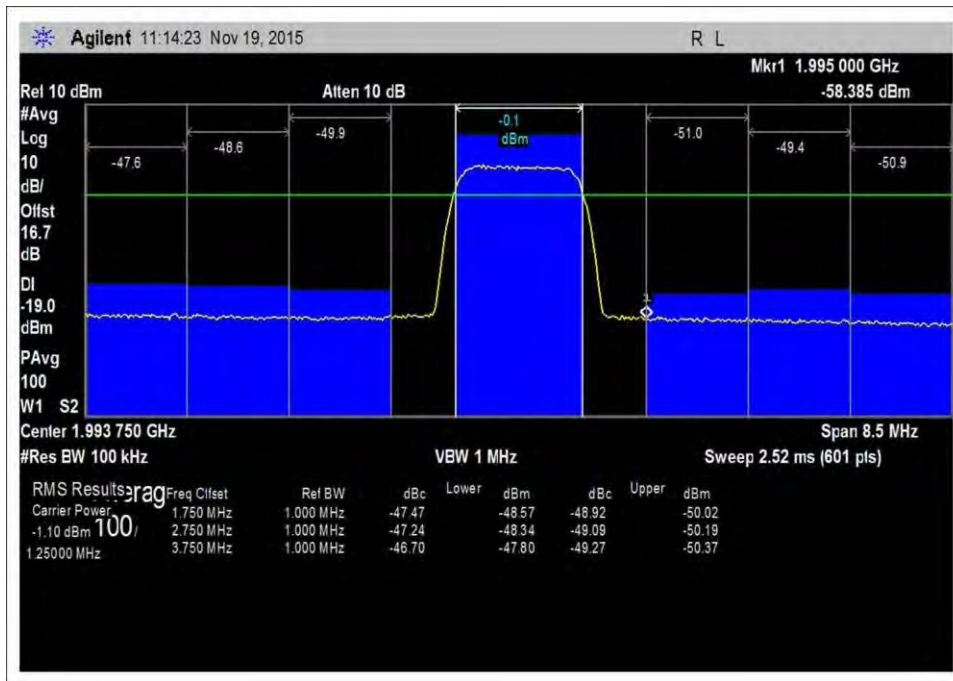 Agilent 11:14:23 Nov 19, 2015 R L
Mkr1 1.995 000 GHz
Rel 10 dBm Atten 10 dB -58.385 dBm
#Avg
Log
10
dB/
Offst
16.7
dB
DI
-19.0
dBm
PAvg
100
W1 S2
-47.6 -48.6 -49.9 -0.1 dBm -51.0 -49.4 -50.9
1
Center 1.993 750 GHz Span 8.5 MHz
#Res BW 100 kHz VBW 1 MHz Sweep 2.52 ms (601 pts)
RMS Results Freq Offset Ref BW dBc Lower dBm dBc Upper dBm
Carrier Power 1.750 MHz 1.000 MHz -47.47 -48.57 -48.92 -50.02
-1.10 dBm 100/ 2.750 MHz 1.000 MHz -47.24 -48.34 -49.09 -50.19
1.25000 MHz 3.750 MHz 1.000 MHz -46.70 -47.80 -49.27 -50.37